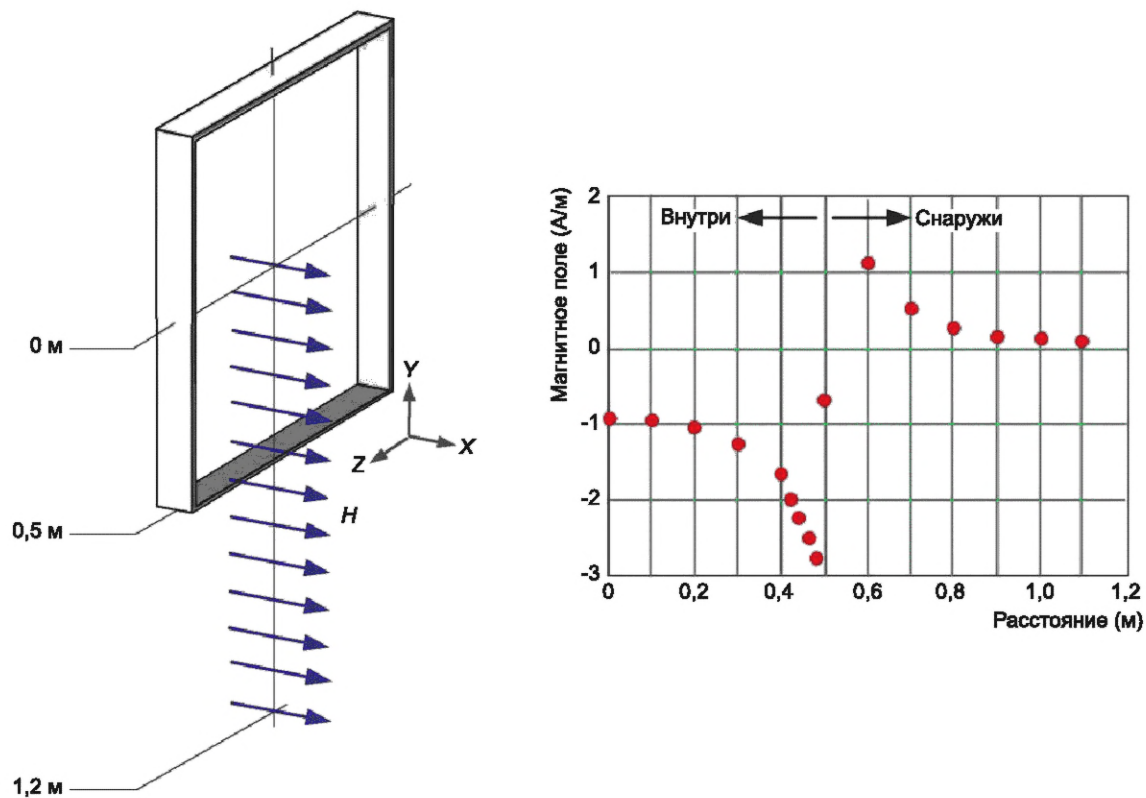 0 м
0,5 м
1,2 м
Y
X
Z
H
Магнитное поле (А/м)
2
1
0
-1
-2
-3
Внутри
Снаружи
0
0,2
0,4
0,6
0,8
1,0
1,2
Расстояние (м)